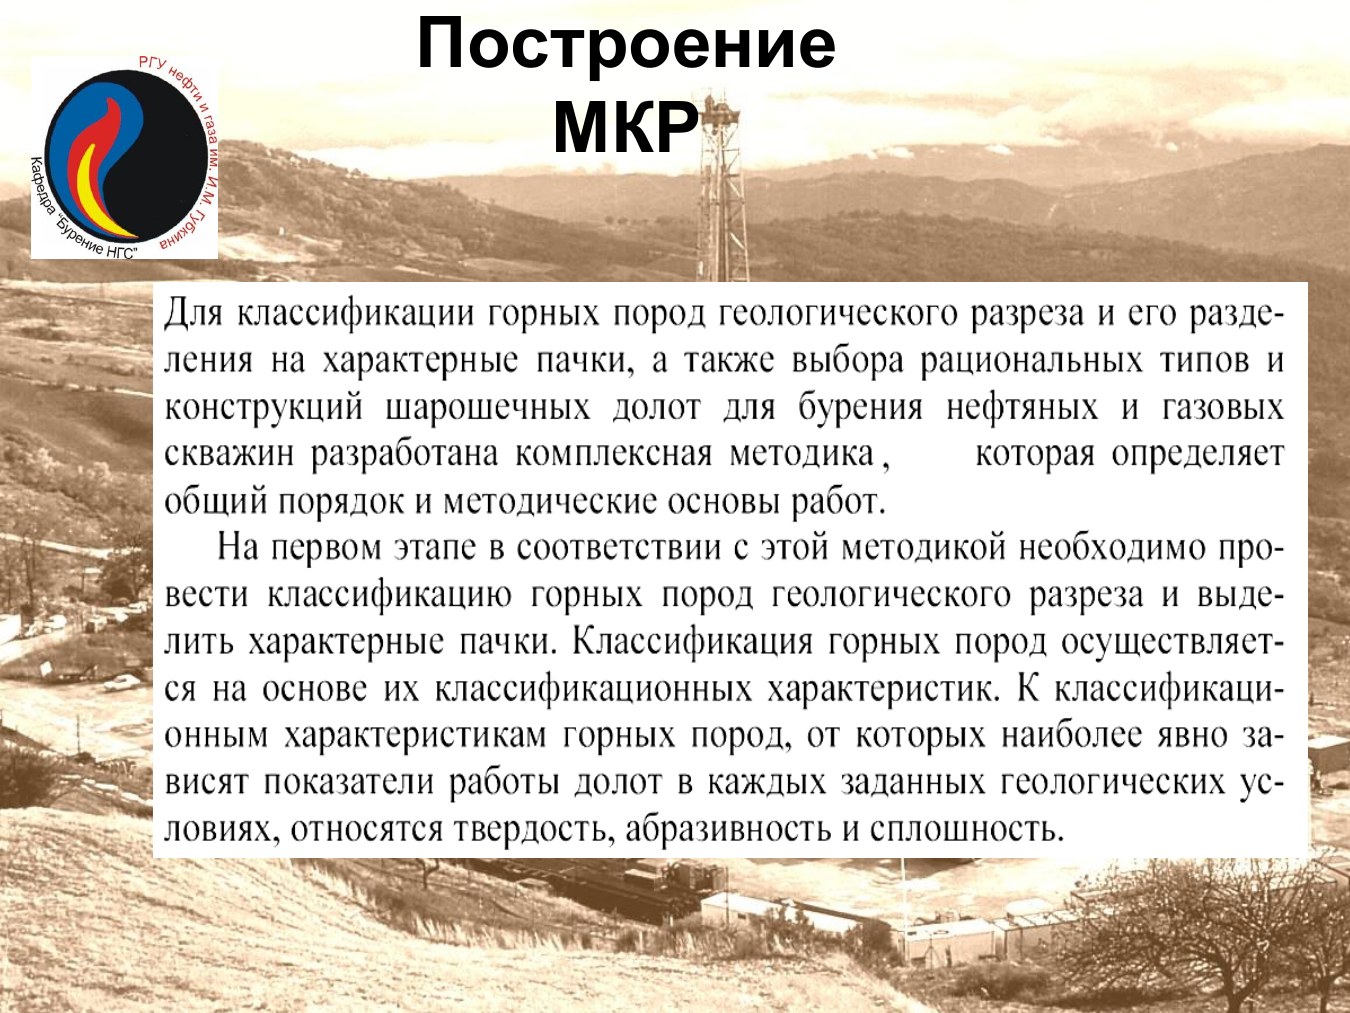 Построение
МКР
РГУ нефти и газа им. И.М. Губкина
Кафедра "Бурение НГС"
Для классификации горных пород геологического разреза и его разде-
ления на характерные пачки, а также выбора рациональных типов и
конструкций шарошечных долот для бурения нефтяных и газовых
скважин разработана комплексная методика, которая определяет
общий порядок и методические основы работ.
На первом этапе в соответствии с этой методикой необходимо про-
вести классификацию горных пород геологического разреза и выде-
лить характерные пачки. Классификация горных пород осуществляет-
ся на основе их классификационных характеристик. К классификаци-
онным характеристикам горных пород, от которых наиболее явно за-
висят показатели работы долот в каждых заданных геологических ус-
ловиях, относятся твердость, абразивность и сплошность.